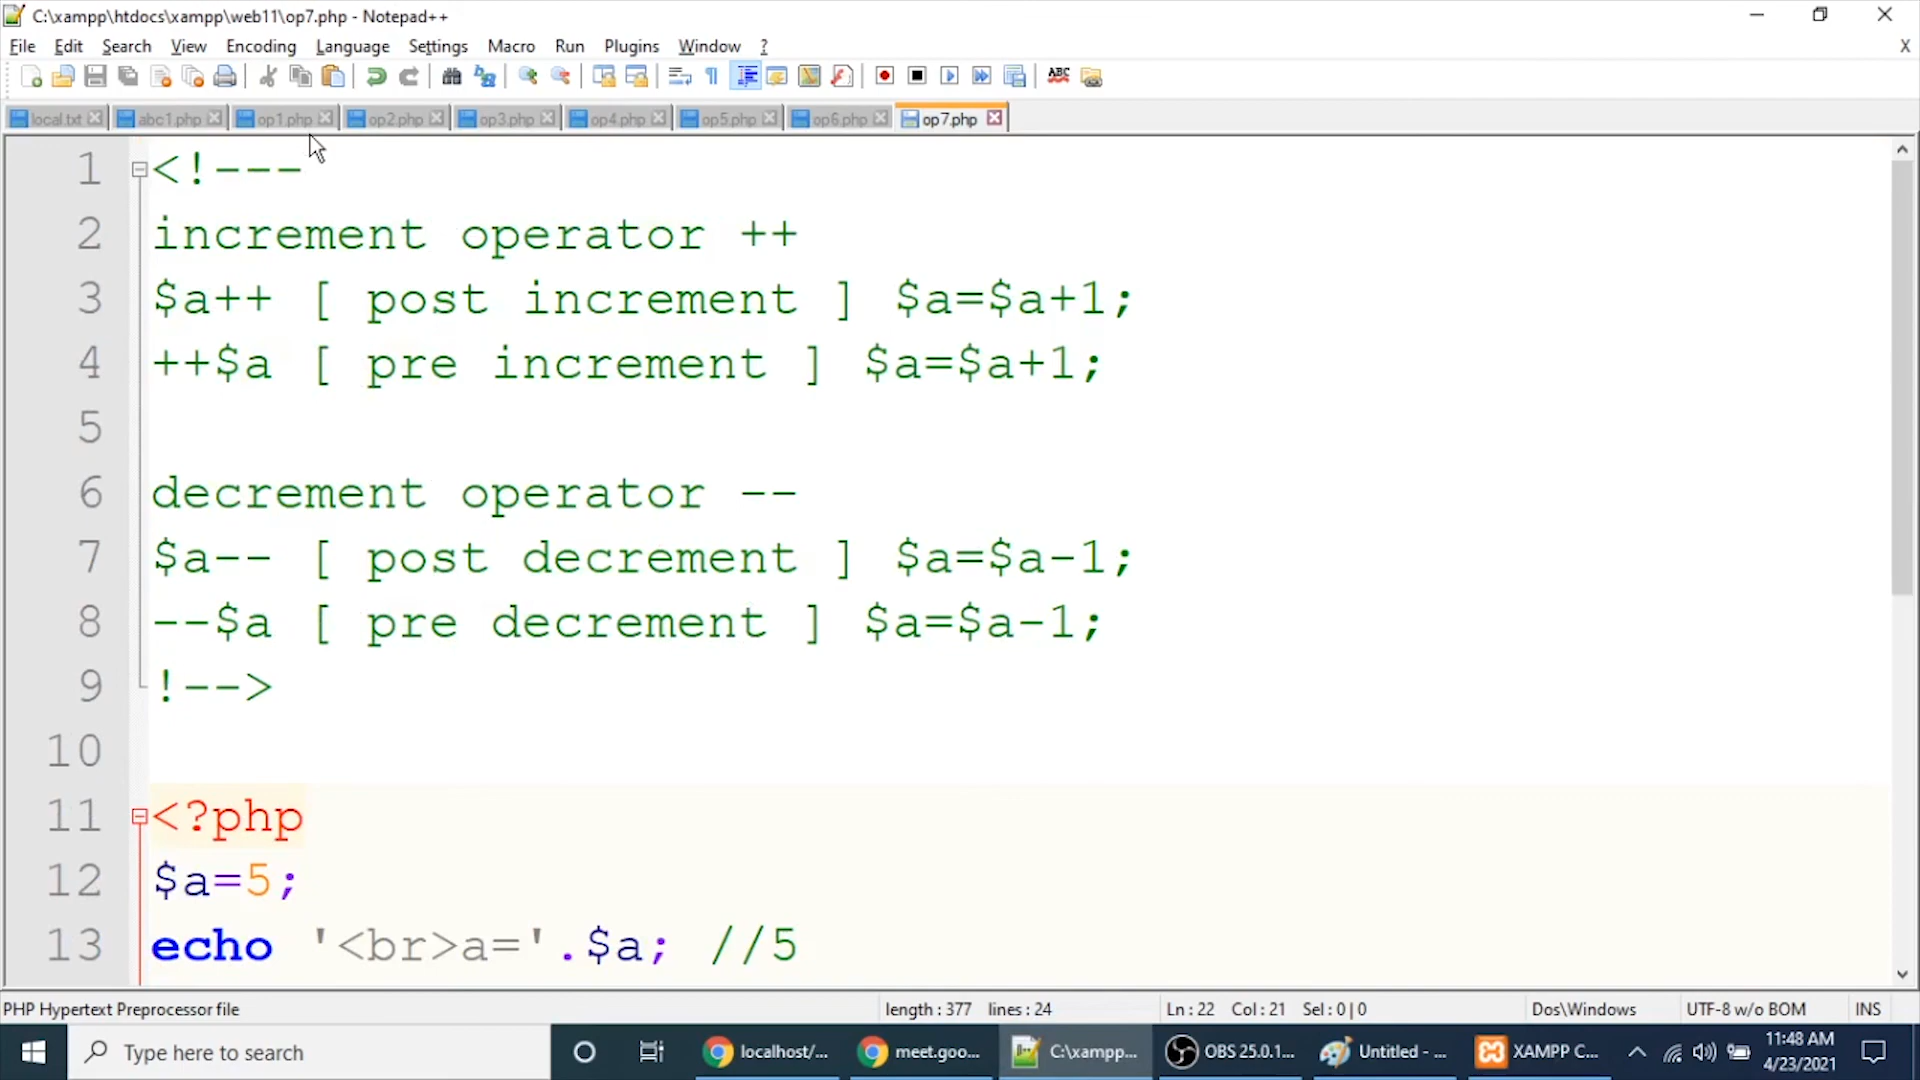 C:\xampp\htdocs\xampp\web11\op7.php - Notepad++
File Edit Search View Encoding Language Settings Macro Run Plugins Window ? X
local.txt abc1.php op1.php op2.php op3.php op4.php op5.php op6.php op7.php
1 <!---
2 increment operator ++
3 $a++ [ post increment ] $a=$a+1;
4 ++$a [ pre increment ] $a=$a+1;
5
6 decrement operator --
7 $a-- [ post decrement ] $a=$a-1;
8 --$a [ pre decrement ] $a=$a-1;
9 !-->
10
11 <?php
12 $a=5;
13 echo '<br>a='.$a; //5
PHP Hypertext Preprocessor file length : 377 lines : 24 Ln : 22 Col : 21 Sel : 0 | 0 Dos\Windows UTF-8 w/o BOM INS
Type here to search localhost/... meet.goo... C:\xampp... OBS 25.0.1... Untitled - ... XAMPP C... 11:48 AM
4/23/2021